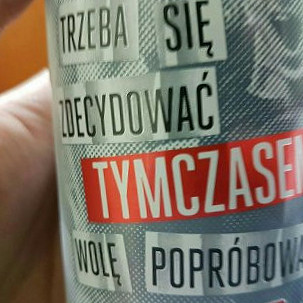 TRZEBA SIĘ
ZDECYDOWAĆ
TYMCZASEM
WOLĘ POPRÓBOWA